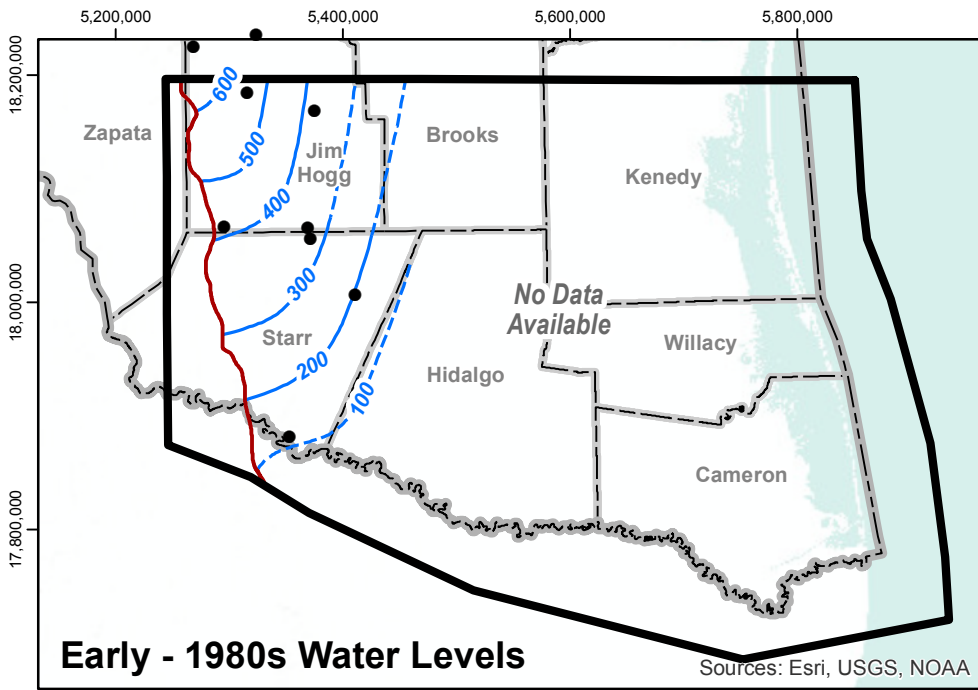 5,200,000
5,400,000
5,600,000
5,800,000
18,200,000
18,000,000
17,800,000
Zapata
600
500
400
300
200
100
Jim
Hogg
Brooks
Kenedy
Starr
Hidalgo
No Data
Available
Willacy
Cameron
Early - 1980s Water Levels
Sources: Esri, USGS, NOAA